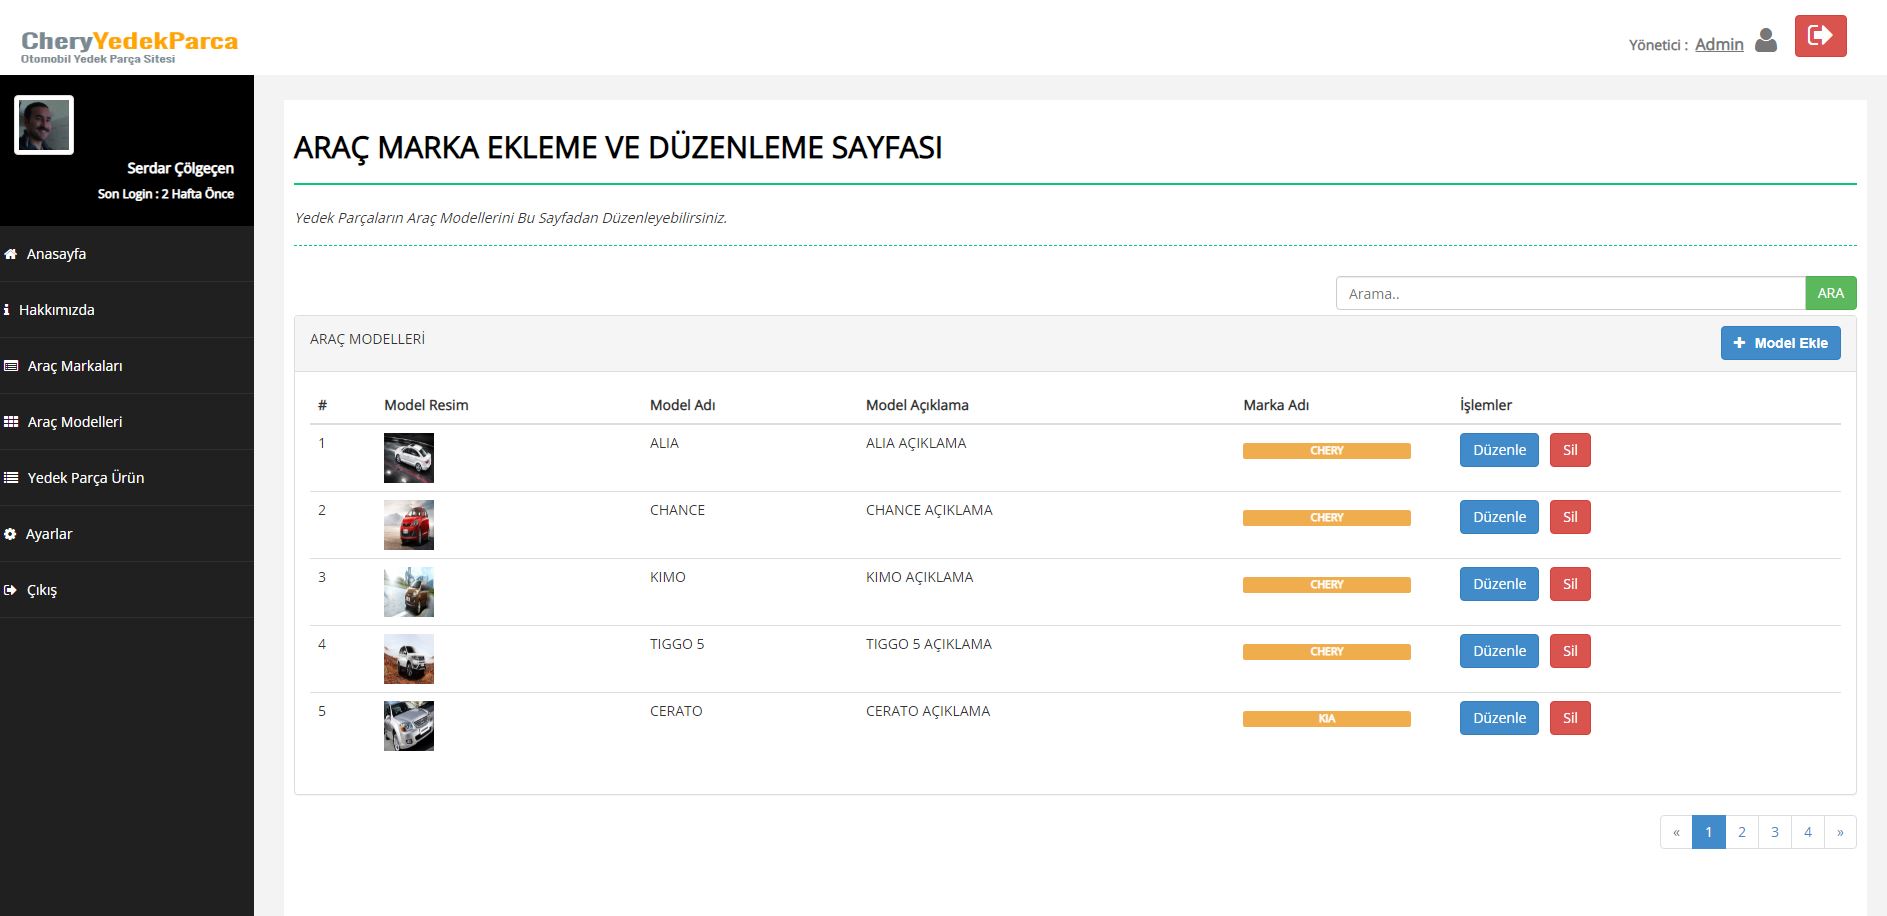 CheryYedekParca
Otomobil Yedek Parça Sitesi
Yönetici : Admin
Serdar Çölgeçen
Son Login : 2 Hafta Önce
Anasayfa
Hakkımızda
Araç Markaları
Araç Modelleri
Yedek Parça Ürün
Ayarlar
Çıkış
ARAÇ MARKA EKLEME VE DÜZENLEME SAYFASI
Yedek Parçaların Araç Modellerini Bu Sayfadan Düzenleyebilirsiniz.
Arama.. ARA
ARAÇ MODELLERİ Model Ekle
# Model Resim Model Adı Model Açıklama Marka Adı İşlemler
1 ALIA ALIA AÇIKLAMA CHERY Düzenle Sil
2 CHANCE CHANCE AÇIKLAMA CHERY Düzenle Sil
3 KIMO KIMO AÇIKLAMA CHERY Düzenle Sil
4 TIGGO 5 TIGGO 5 AÇIKLAMA CHERY Düzenle Sil
5 CERATO CERATO AÇIKLAMA KIA Düzenle Sil
« 1 2 3 4 »